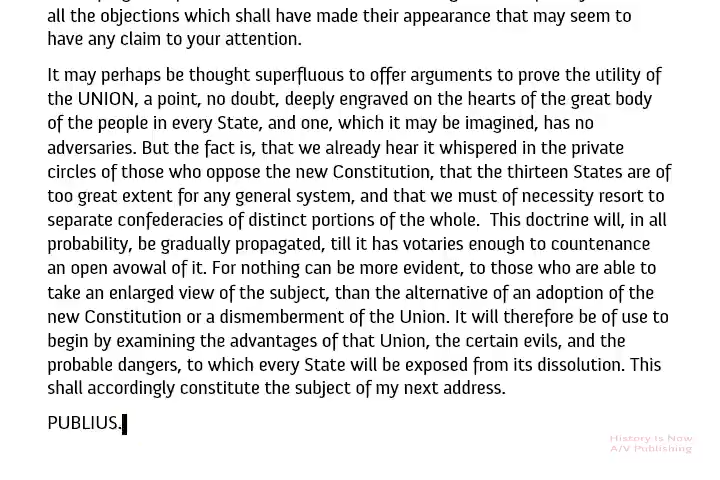 all the objections which shall have made their appearance that may seem to
have any claim to your attention.
It may perhaps be thought superfluous to offer arguments to prove the utility of
the UNION, a point, no doubt, deeply engraved on the hearts of the great body
of the people in every State, and one, which it may be imagined, has no
adversaries. But the fact is, that we already hear it whispered in the private
circles of those who oppose the new Constitution, that the thirteen States are of
too great extent for any general system, and that we must of necessity resort to
separate confederacies of distinct portions of the whole.  This doctrine will, in all
probability, be gradually propagated, till it has votaries enough to countenance
an open avowal of it. For nothing can be more evident, to those who are able to
take an enlarged view of the subject, than the alternative of an adoption of the
new Constitution or a dismemberment of the Union. It will therefore be of use to
begin by examining the advantages of that Union, the certain evils, and the
probable dangers, to which every State will be exposed from its dissolution. This
shall accordingly constitute the subject of my next address.
PUBLIUS.
History Is Now
A/V Publishing